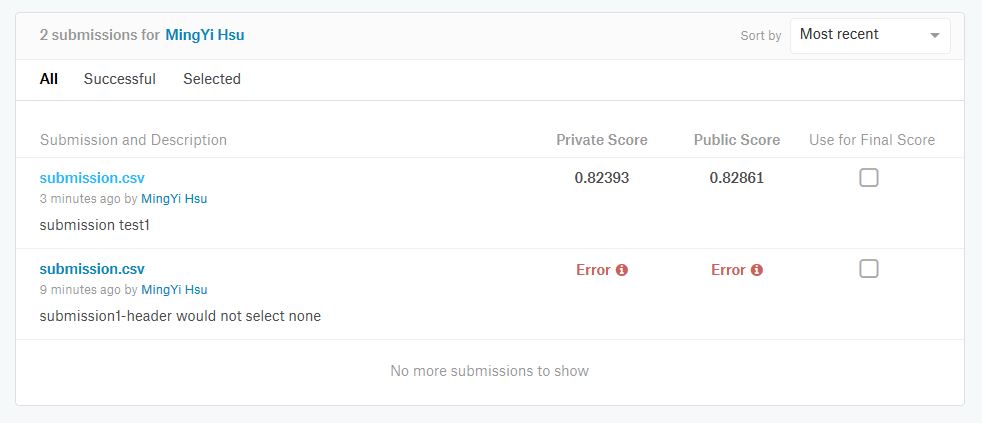 2 submissions for MingYi Hsu
Sort by Most recent
All Successful Selected
Submission and Description Private Score Public Score Use for Final Score
submission.csv 0.82393 0.82861
3 minutes ago by MingYi Hsu
submission test1
submission.csv Error Error
9 minutes ago by MingYi Hsu
submission1-header would not select none
No more submissions to show